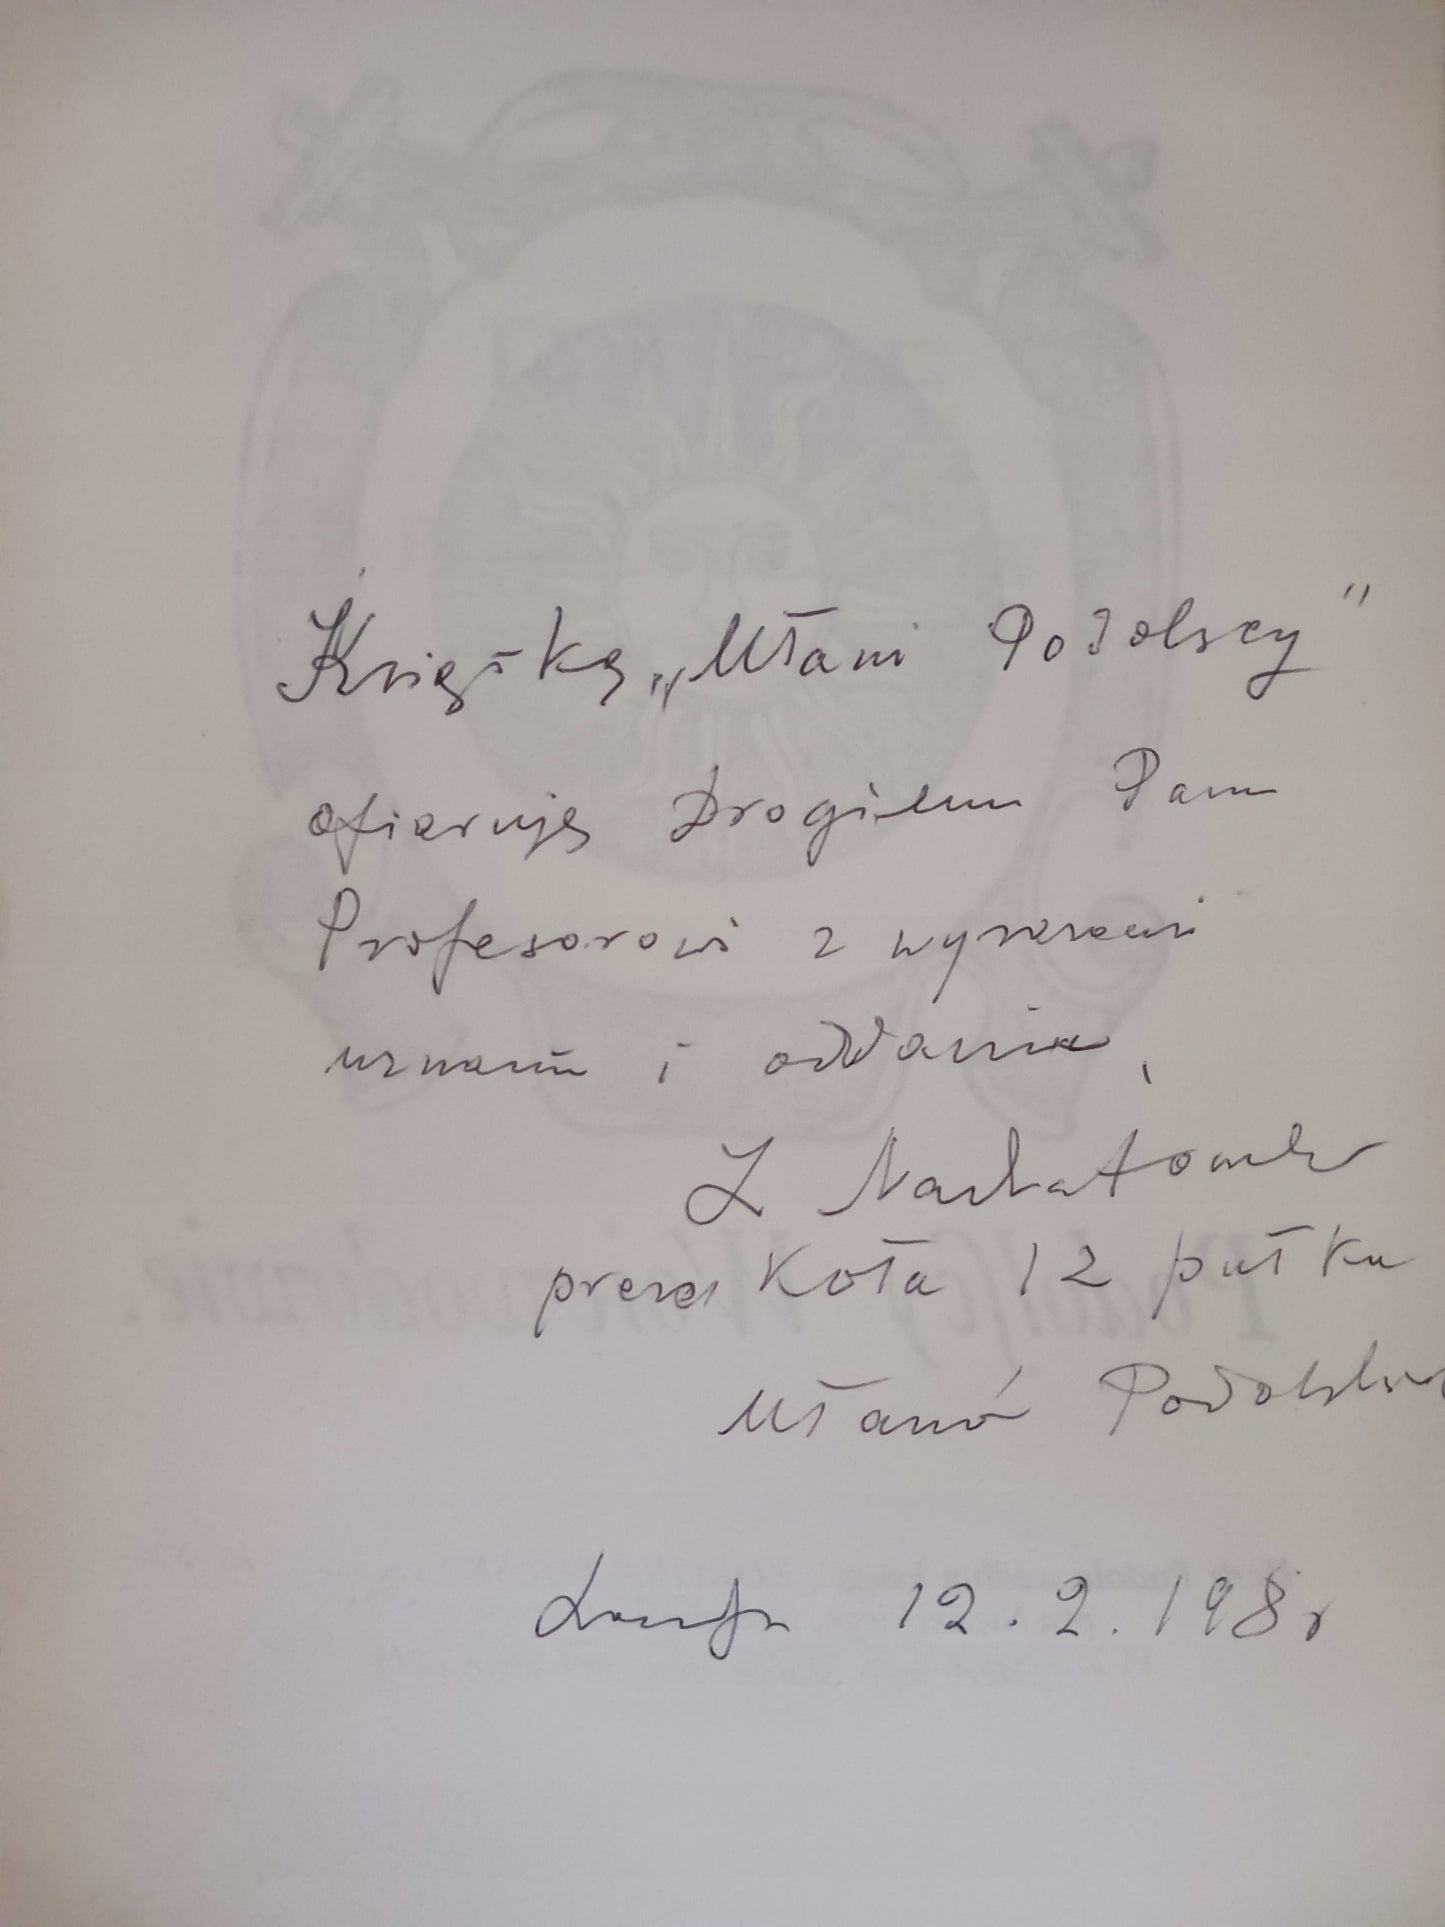 Książkę „Ułani Podolscy"
ofiaruję Drogiemu Panu
Profesorowi z wyrazami
uznania i oddania,
Z
prezes Koła 12 pułku
Ułanów Podolskich
12.2.198 r